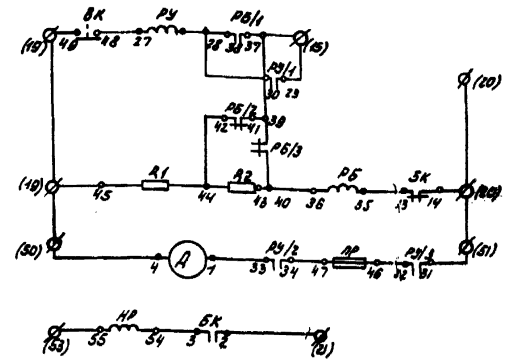 ВК РУ РБ/1
(19) 49 48 27 28 38 37 (15)
РУ/1
30 29
(20)
РБ/2
42 41 39
РБ/3
R1 R2 РБ БК
(19) 45 44 43 40 36 35 13 14
РУ/2 ПР РУ/3
(50) Д (51)
4 1 33 34 47 46 32 31
НР БК
(53) 55 54 3 2 (21)